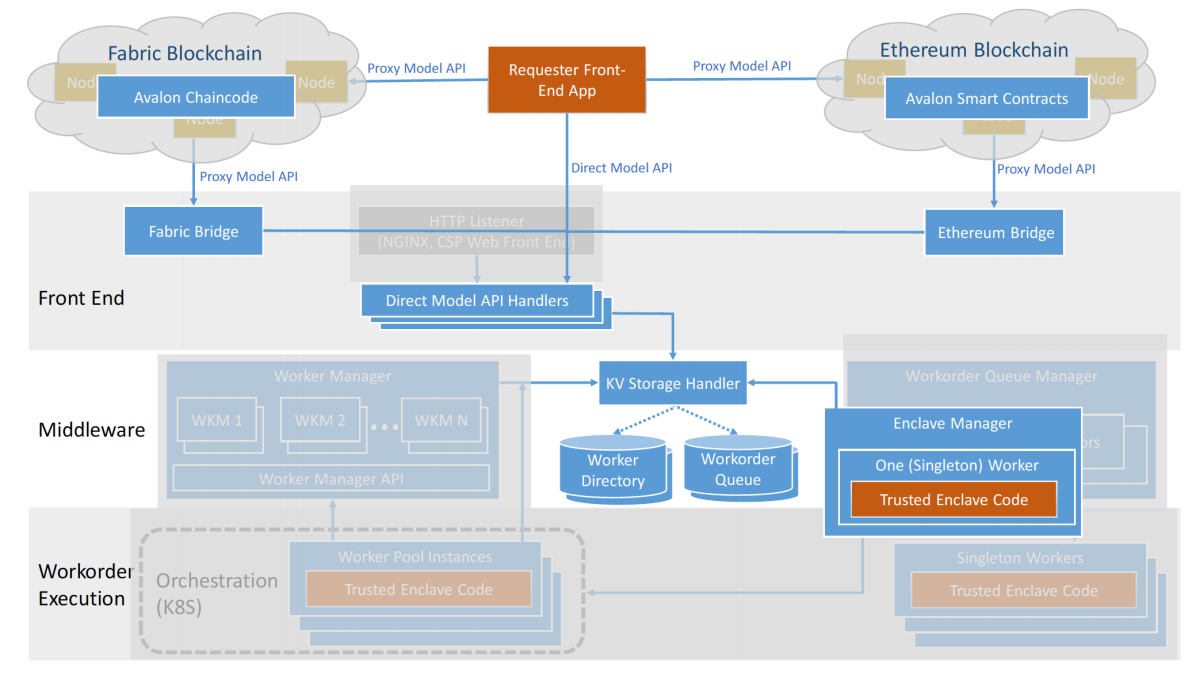 Fabric Blockchain
Node
Node
Node
Avalon Chaincode
Proxy Model API
Requester Front-
End App
Proxy Model API
Ethereum Blockchain
Node
Node
Avalon Smart Contracts
Proxy Model API
Direct Model API
Proxy Model API
Fabric Bridge
HTTP Listener
(NGINX, CSP Web Front End)
Ethereum Bridge
Front End
Direct Model API Handlers
Middleware
Worker Manager
WKM 1
WKM 2
WKM N
Worker Manager API
KV Storage Handler
Worker
Directory
Workorder
Queue
Workorder Queue Manager
Enclave Manager
One (Singleton) Worker
Trusted Enclave Code
Workorder
Execution
Orchestration
(K8S)
Worker Pool Instances
Trusted Enclave Code
Singleton Workers
Trusted Enclave Code